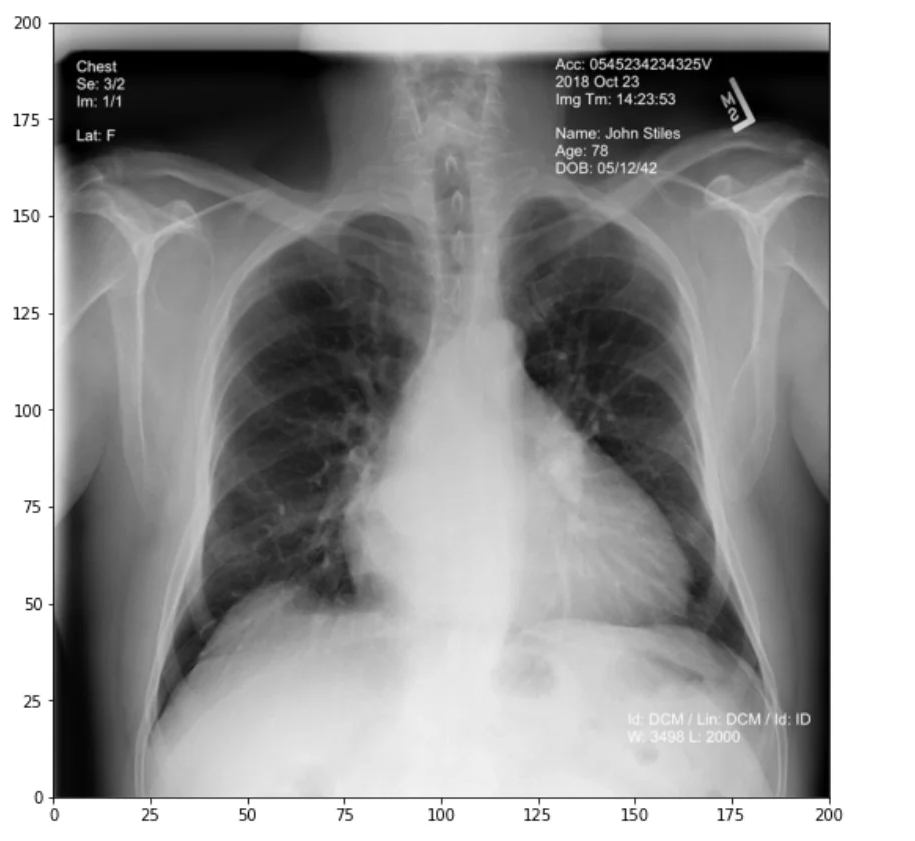 Chest
Se: 3/2
Im: 1/1
Lat: F
Acc: 0545234234325V
2018 Oct 23
Img Tm: 14:23:53
Name: John Stiles
Age: 78
DOB: 05/12/42
Id: DCM / Lin: DCM / Id: ID
W: 3498 L: 2000
200
175
150
125
100
75
50
25
0
0
25
50
75
100
125
150
175
200